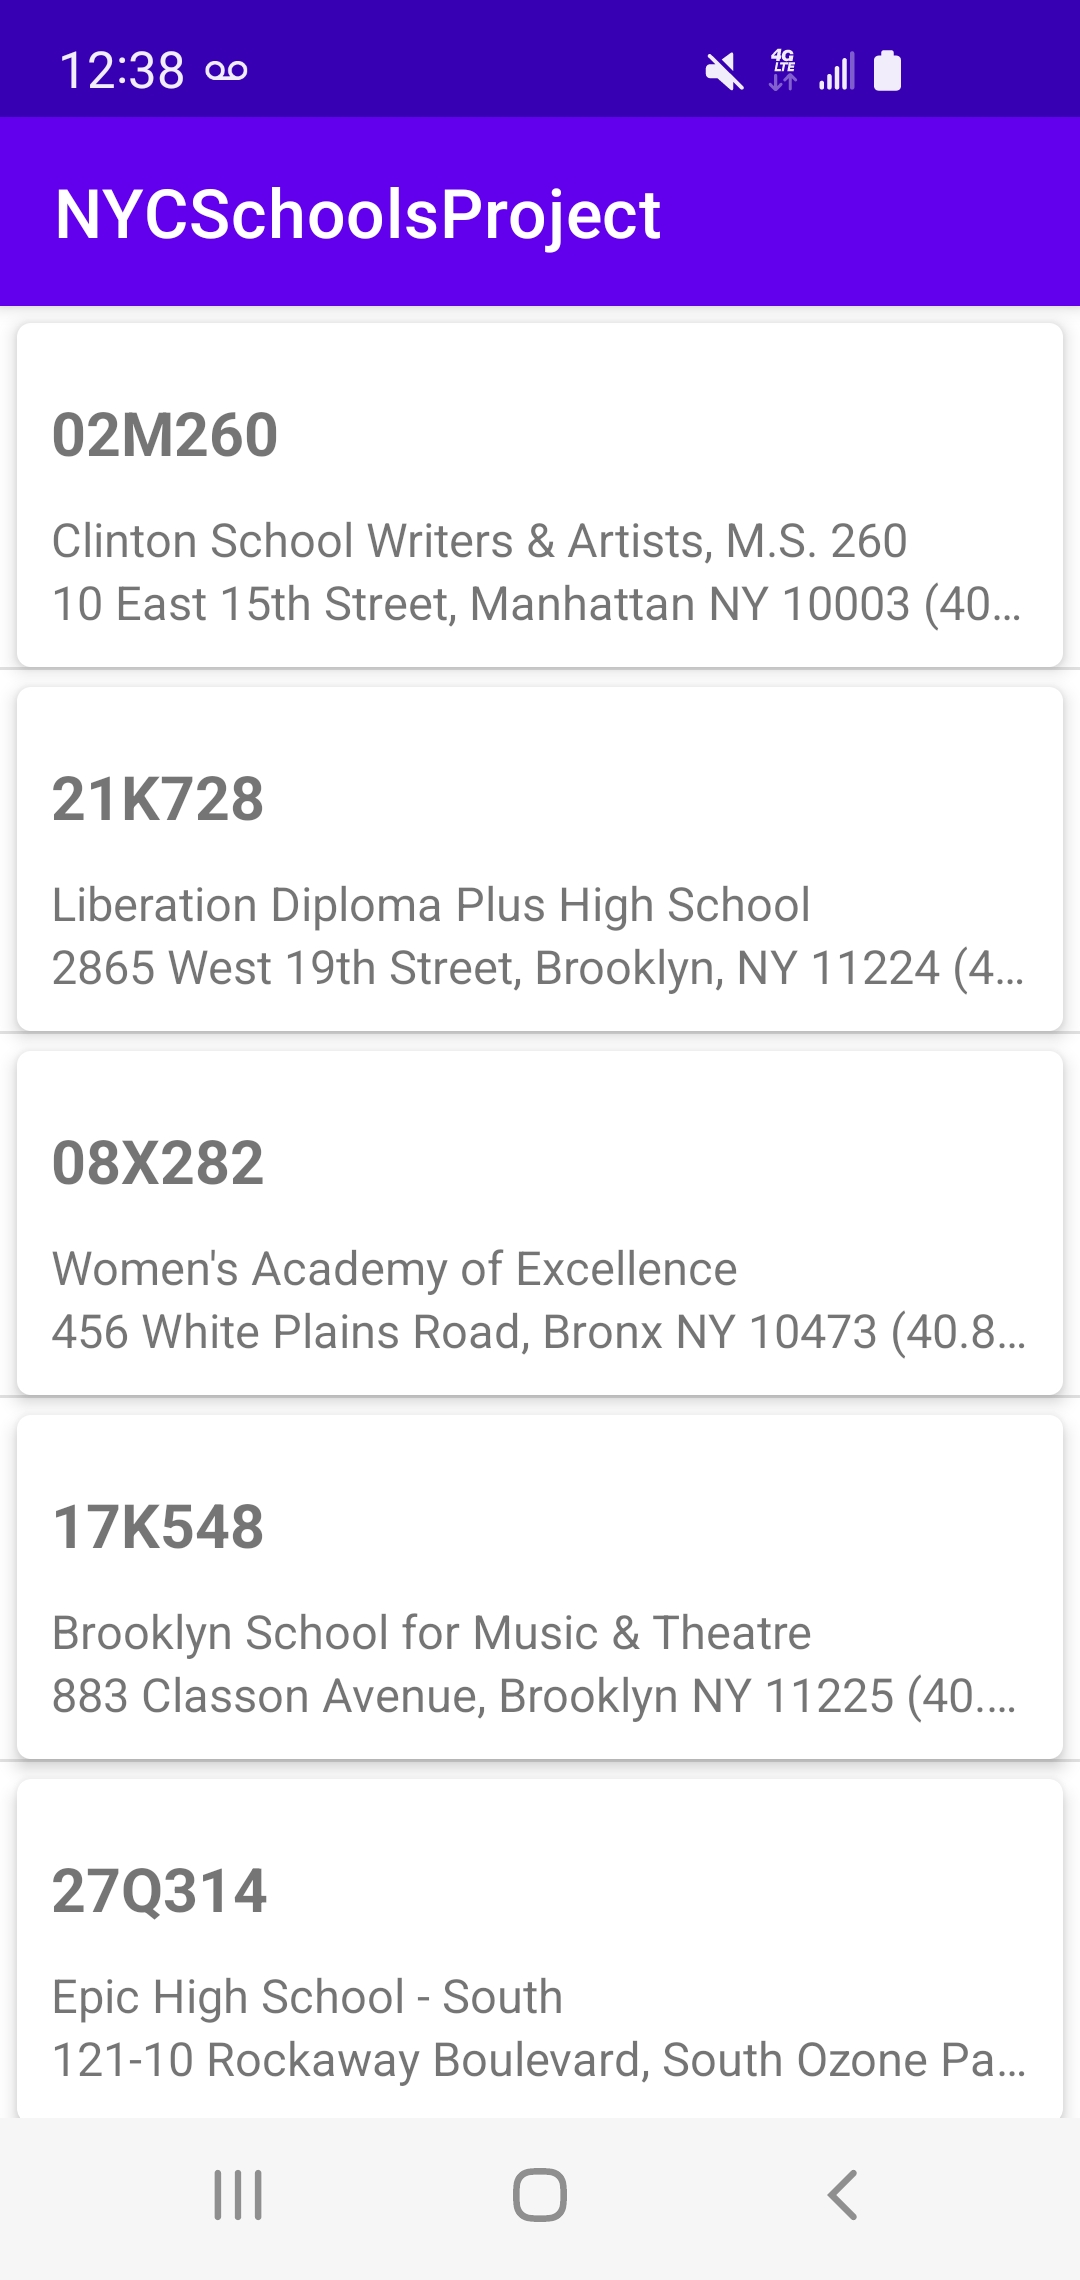 12:38
4G
LTE
NYCSchoolsProject
02M260
Clinton School Writers & Artists, M.S. 260
10 East 15th Street, Manhattan NY 10003 (40...
21K728
Liberation Diploma Plus High School
2865 West 19th Street, Brooklyn, NY 11224 (4...
08X282
Women's Academy of Excellence
456 White Plains Road, Bronx NY 10473 (40.8...
17K548
Brooklyn School for Music & Theatre
883 Classon Avenue, Brooklyn NY 11225 (40....
27Q314
Epic High School - South
121-10 Rockaway Boulevard, South Ozone Pa...